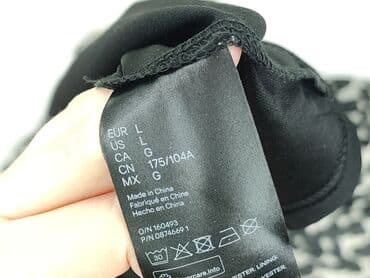 EUR L
US L
CA G
CN 175/104A
MX G
Made in China
Fabriqué en Chine
Hecho en China
O/N 160493
P/N 0874669 1
30